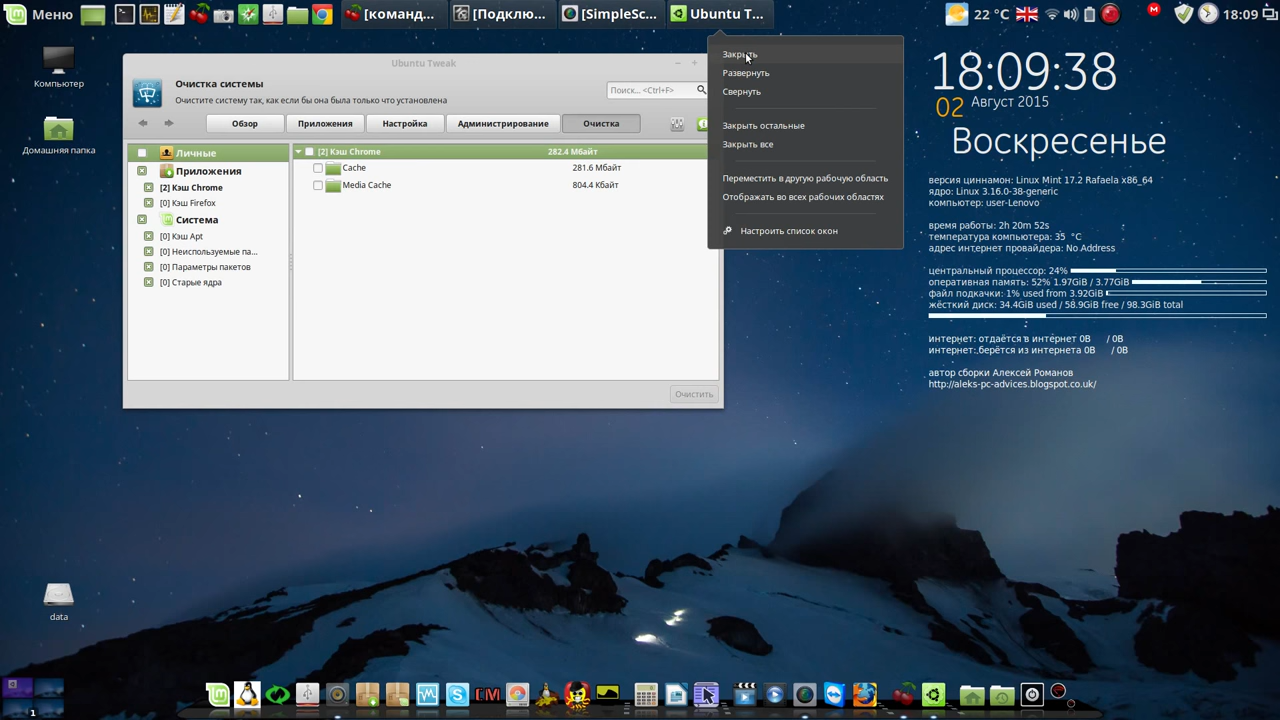 Меню
[команд...
[Подклю...
[SimpleSc...
Ubuntu T...
22 °C
18:09
Компьютер
Домашняя папка
data
1
Ubuntu Tweak
Очистка системы
Очистите систему так, как если бы она была только что установлена
Поиск... <Ctrl+F>
Обзор
Приложения
Настройка
Администрирование
Очистка
Личные
Приложения
[2] Кэш Chrome
[0] Кэш Firefox
Система
[0] Кэш Apt
[0] Неиспользуемые па...
[0] Параметры пакетов
[0] Старые ядра
[2] Кэш Chrome 282.4 Мбайт
Cache 281.6 Мбайт
Media Cache 804.4 Кбайт
Очистить
Закрыть
Развернуть
Свернуть
Закрыть остальные
Закрыть все
Переместить в другую рабочую область
Отображать во всех рабочих областях
Настроить список окон
18:09:38
02 Август 2015
Воскресенье
версия циннамон: Linux Mint 17.2 Rafaela x86_64
ядро: Linux 3.16.0-38-generic
компьютер: user-Lenovo
время работы: 2h 20m 52s
температура компьютера: 35 °C
адрес интернет провайдера: No Address
центральный процессор: 24%
оперативная память: 52% 1.97GiB / 3.77GiB
файл подкачки: 1% used from 3.92GiB
жёсткий диск: 34.4GiB used / 58.9GiB free / 98.3GiB total
интернет: отдаётся в интернет 0B / 0B
интернет: берётся из интернета 0B / 0B
автор сборки Алексей Романов
http://aleks-pc-advices.blogspot.co.uk/